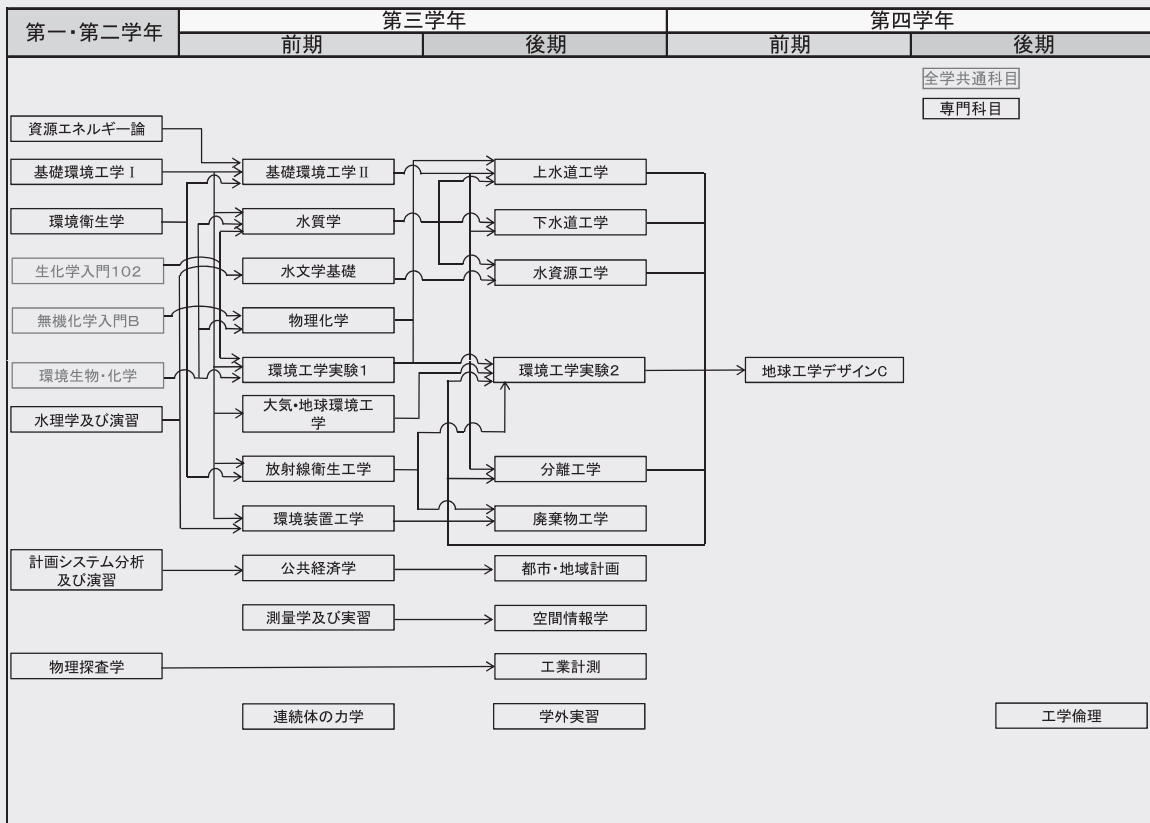 第一・第二学年
第三学年
第四学年
前期
後期
前期
後期
全学共通科目
専門科目
資源エネルギー論
基礎環境工学Ⅰ
基礎環境工学Ⅱ
上水道工学
環境衛生学
水質学
下水道工学
生化学入門102
水文学基礎
水資源工学
無機化学入門B
物理化学
環境生物・化学
環境工学実験1
環境工学実験2
地球工学デザインC
水理学及び演習
大気・地球環境工
学
放射線衛生工学
分離工学
環境装置工学
廃棄物工学
計画システム分析
及び演習
公共経済学
都市・地域計画
測量学及び実習
空間情報学
物理探査学
工業計測
連続体の力学
学外実習
工学倫理